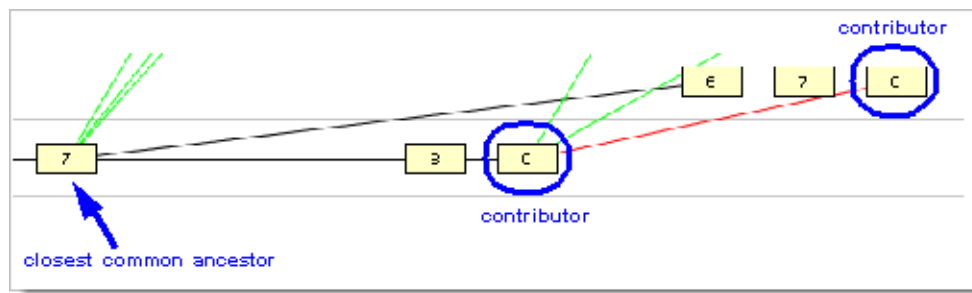 contributor
6 7 C
7 3 C
contributor
closest common ancestor